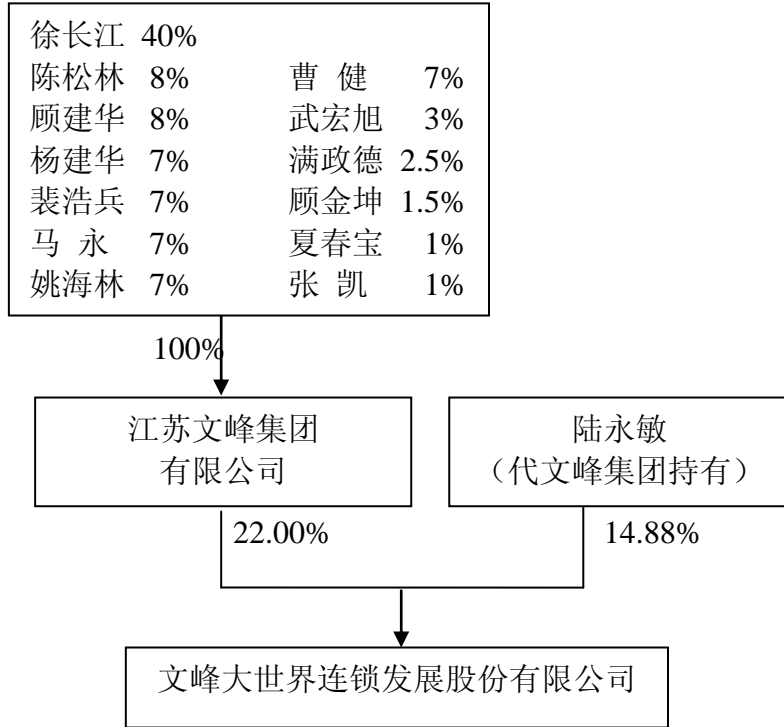 徐长江 40%
陈松林 8% 曹 健 7%
顾建华 8% 武宏旭 3%
杨建华 7% 满政德 2.5%
裴浩兵 7% 顾金坤 1.5%
马 永 7% 夏春宝 1%
姚海林 7% 张 凯 1%
100%
江苏文峰集团
有限公司
陆永敏
（代文峰集团持有）
22.00%
14.88%
文峰大世界连锁发展股份有限公司